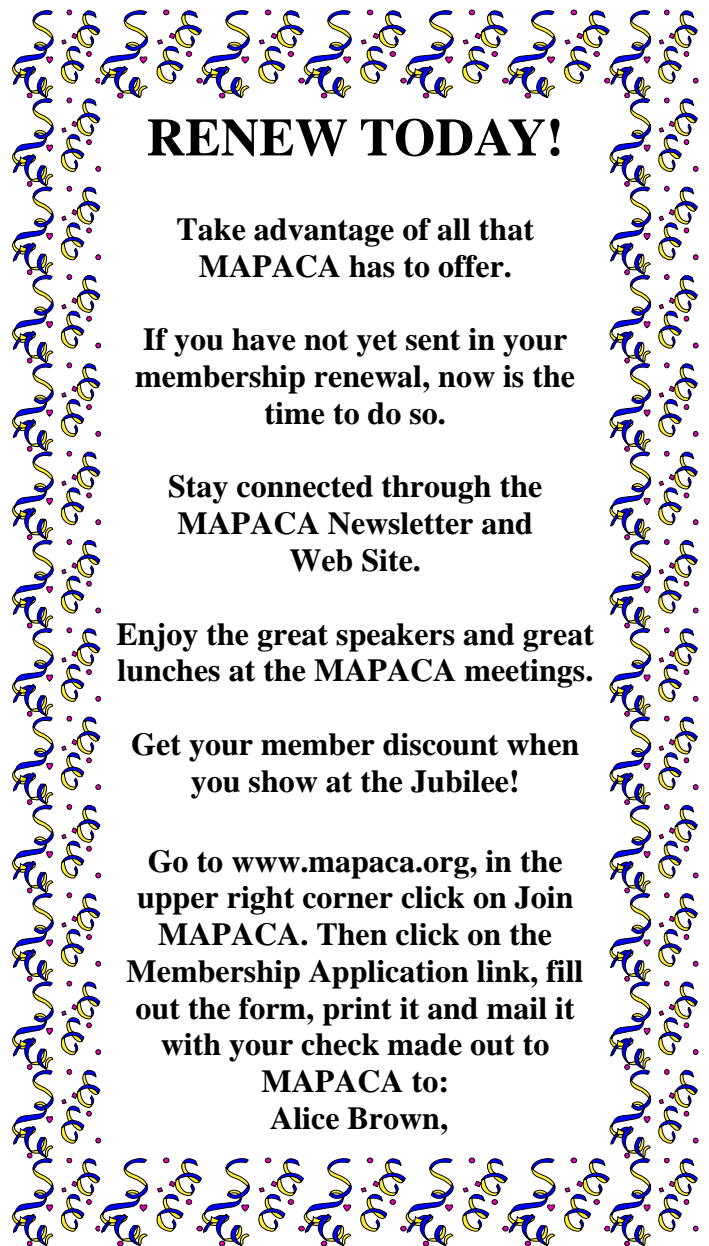 RENEW TODAY!
Take advantage of all that
MAPACA has to offer.
If you have not yet sent in your
membership renewal, now is the
time to do so.
Stay connected through the
MAPACA Newsletter and
Web Site.
Enjoy the great speakers and great
lunches at the MAPACA meetings.
Get your member discount when
you show at the Jubilee!
Go to www.mapaca.org, in the
upper right corner click on Join
MAPACA. Then click on the
Membership Application link, fill
out the form, print it and mail it
with your check made out to
MAPACA to:
Alice Brown,